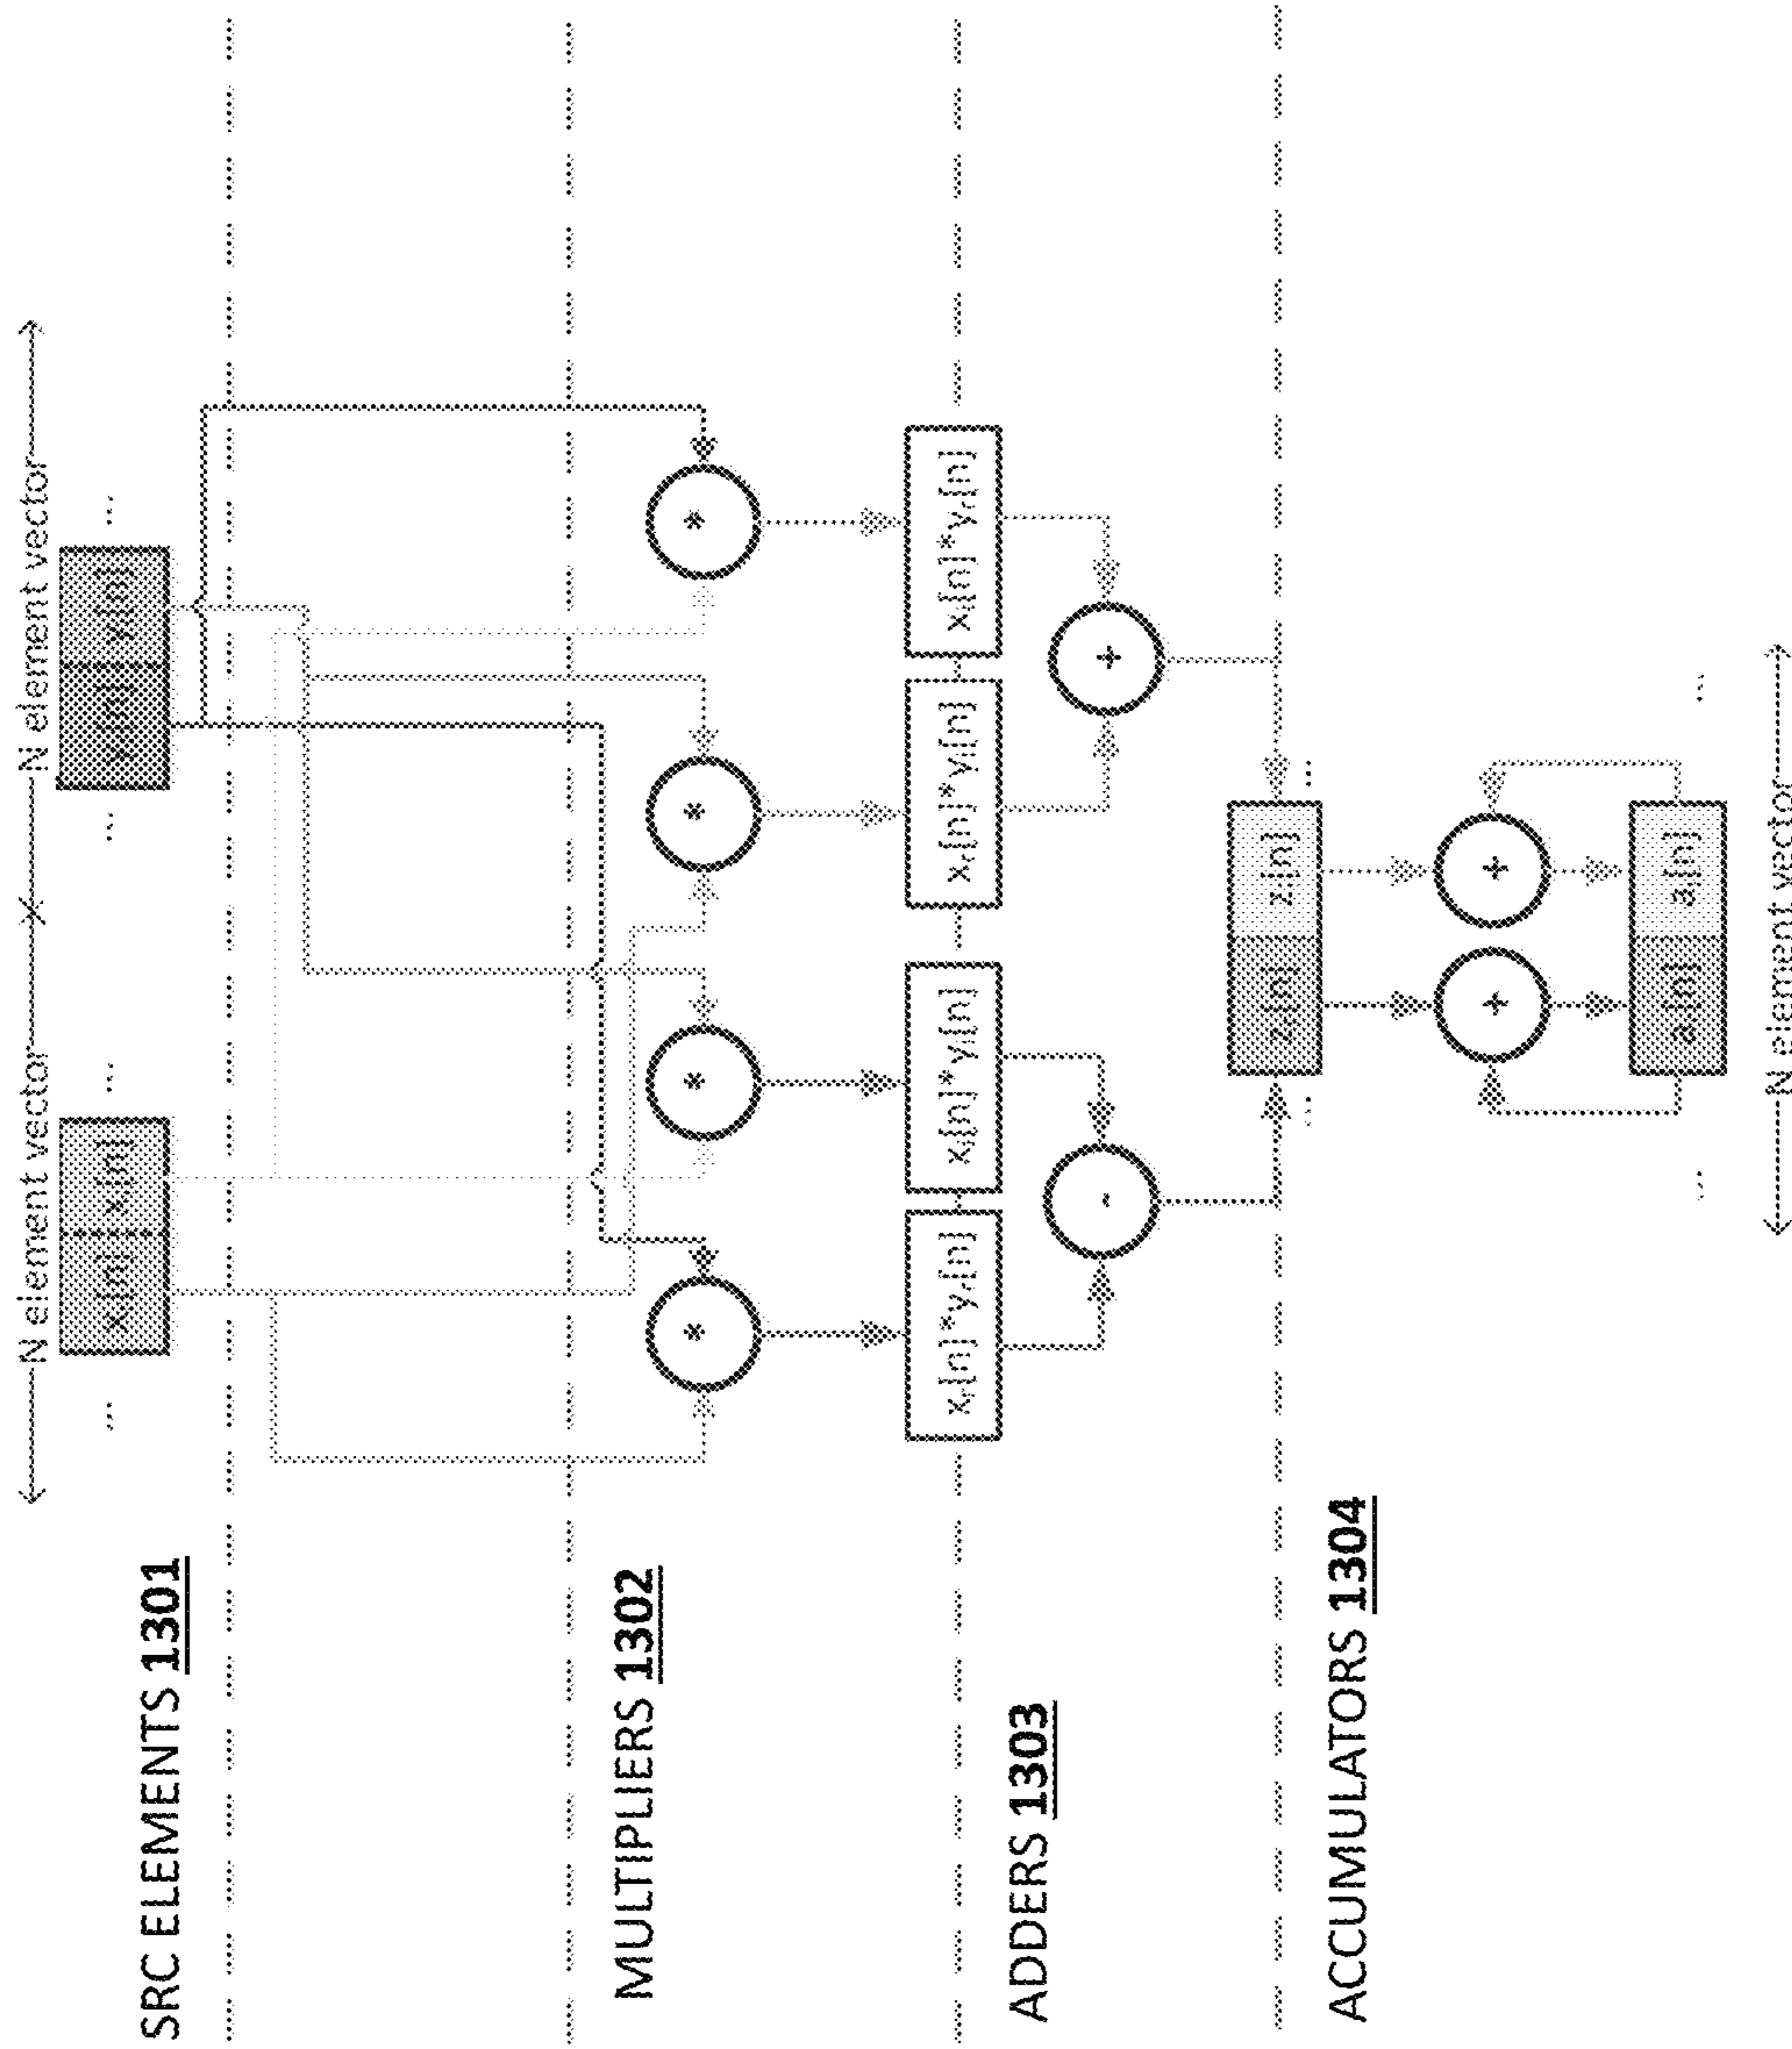 N element vector N element vector
... xᵣ[n] xᵢ[n] ... ... yᵣ[n] yᵢ[n] ...
SRC ELEMENTS 1301
MULTIPLIERS 1302
* * * *
xᵣ[n]*yᵣ[n] xᵢ[n]*yᵢ[n] xᵣ[n]*yᵢ[n] xᵢ[n]*yᵣ[n]
ADDERS 1303
- +
zᵣ[n] zᵢ[n]
... ...
ACCUMULATORS 1304
+ +
aᵣ[n] aᵢ[n]
... ...
N element vector